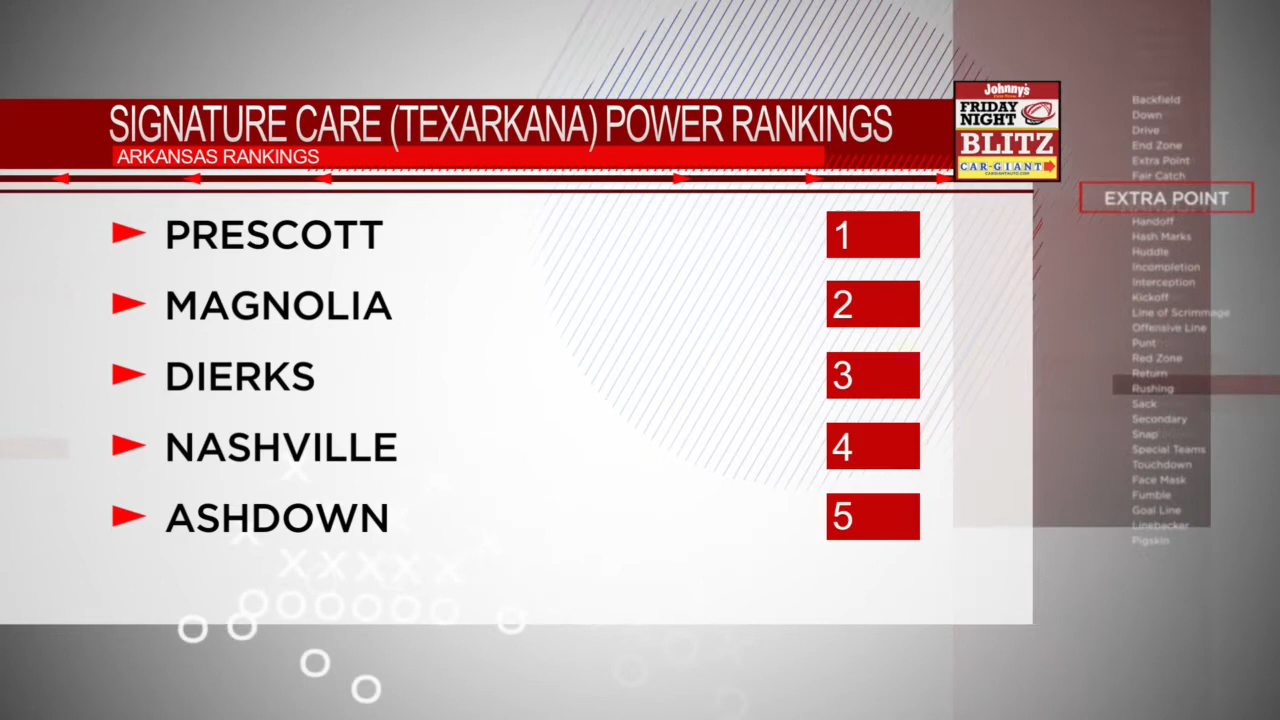 SIGNATURE CARE (TEXARKANA) POWER RANKINGS
ARKANSAS RANKINGS
Johnny's
FRIDAY
NIGHT
BLITZ
CAR-GIANT
PRESCOTT 1
MAGNOLIA 2
DIERKS 3
NASHVILLE 4
ASHDOWN 5
Backfield
Down
Drive
End Zone
Extra Point
Fair Catch
EXTRA POINT
Handoff
Hash Marks
Huddle
Incompletion
Interception
Kickoff
Line of Scrimmage
Offensive Line
Punt
Red Zone
Return
Rushing
Sack
Secondary
Snap
Special Teams
Touchdown
Face Mask
Fumble
Goal Line
Linebacker
Pigskin
X
X
X X X X X
O O O O O O
O O O
O
O